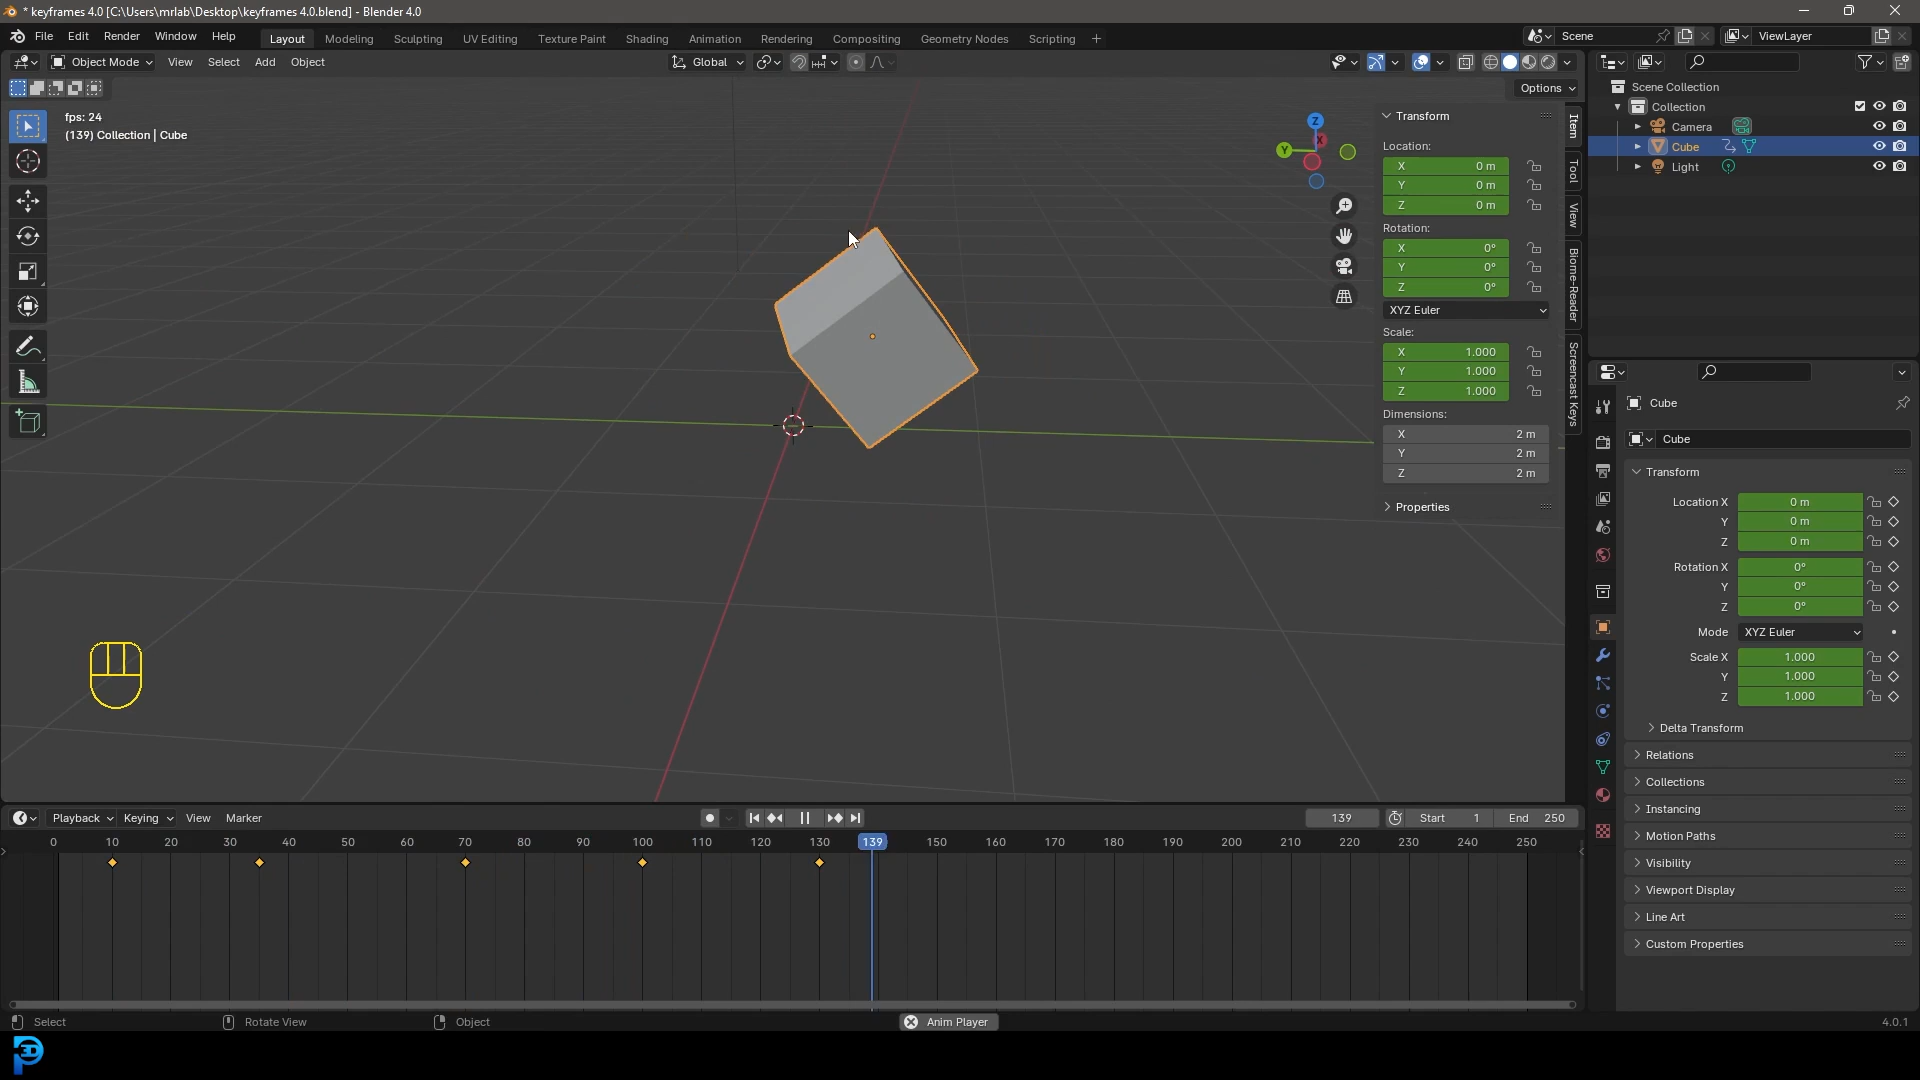 * keyframes 4.0 [C:\Users\mrlab\Desktop\keyframes 4.0.blend] - Blender 4.0
File Edit Render Window Help Layout Modeling Sculpting UV Editing Texture Paint Shading Animation Rendering Compositing Geometry Nodes Scripting + Scene ViewLayer
Object Mode View Select Add Object Global
Options
fps: 24
(139) Collection | Cube
Z
X
Y
Transform
Location:
X 0 m
Y 0 m
Z 0 m
Rotation:
X 0°
Y 0°
Z 0°
XYZ Euler
Scale:
X 1.000
Y 1.000
Z 1.000
Dimensions:
X 2 m
Y 2 m
Z 2 m
Properties
Item
Tool
View
Biome-Reader
Screencast Keys
Scene Collection
Collection
Camera
Cube
Light
Cube
Cube
Transform
Location X 0 m
Y 0 m
Z 0 m
Rotation X 0°
Y 0°
Z 0°
Mode XYZ Euler
Scale X 1.000
Y 1.000
Z 1.000
Delta Transform
Relations
Collections
Instancing
Motion Paths
Visibility
Viewport Display
Line Art
Custom Properties
Playback Keying View Marker 139 Start 1 End 250
0 10 20 30 40 50 60 70 80 90 100 110 120 130 139 150 160 170 180 190 200 210 220 230 240 250
Select Rotate View Object Anim Player 4.0.1
3D